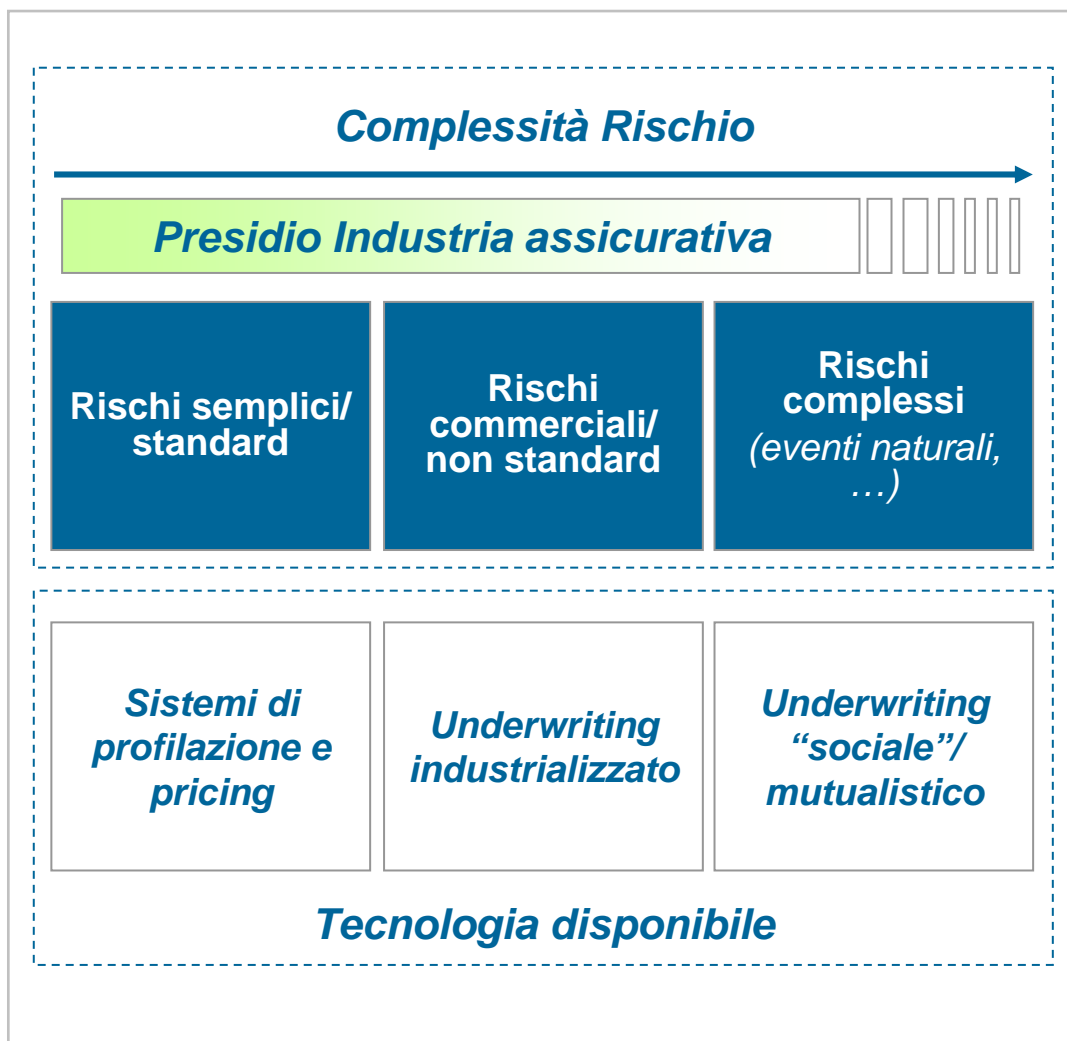 Complessità Rischio
Presidio Industria assicurativa
Rischi semplici/
standard
Rischi
commerciali/
non standard
Rischi
complessi
(eventi naturali,
…)
Sistemi di
profilazione e
pricing
Underwriting
industrializzato
Underwriting
“sociale”/
mutualistico
Tecnologia disponibile